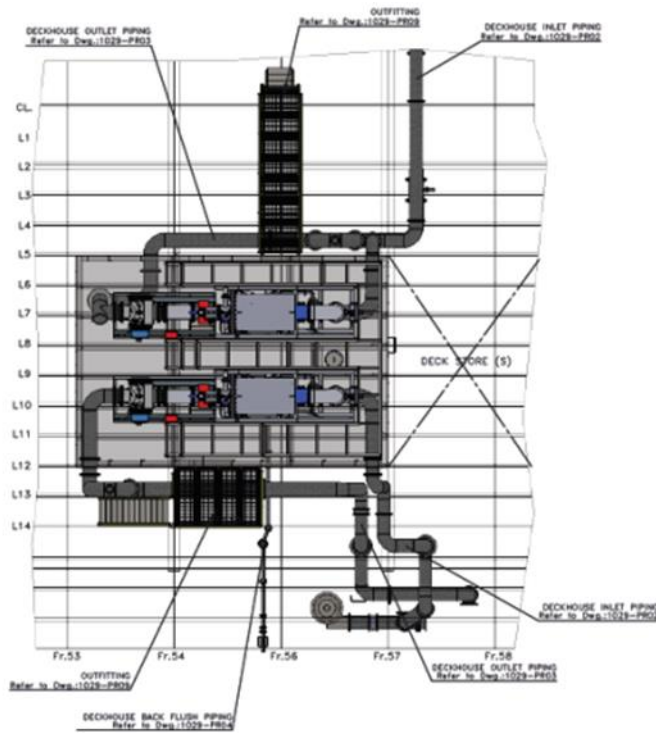 OUTFITTING
Refer to Dwg.:1029-PR09
DECKHOUSE OUTLET PIPING
Refer to Dwg.:1029-PR03
DECKHOUSE INLET PIPING
Refer to Dwg.:1029-PR02
CL.
L1
L2
L3
L4
L5
L6
L7
L8
DECK STORE (S)
L9
L10
L11
L12
L13
L14
DECKHOUSE INLET PIPING
Refer to Dwg.:1029-PR02
Fr.53
Fr.54
Fr.56
Fr.57
Fr.58
OUTFITTING
Refer to Dwg.:1029-PR09
DECKHOUSE OUTLET PIPING
Refer to Dwg.:1029-PR03
DECKHOUSE BACK FLUSH PIPING
Refer to Dwg.:1029-PR04